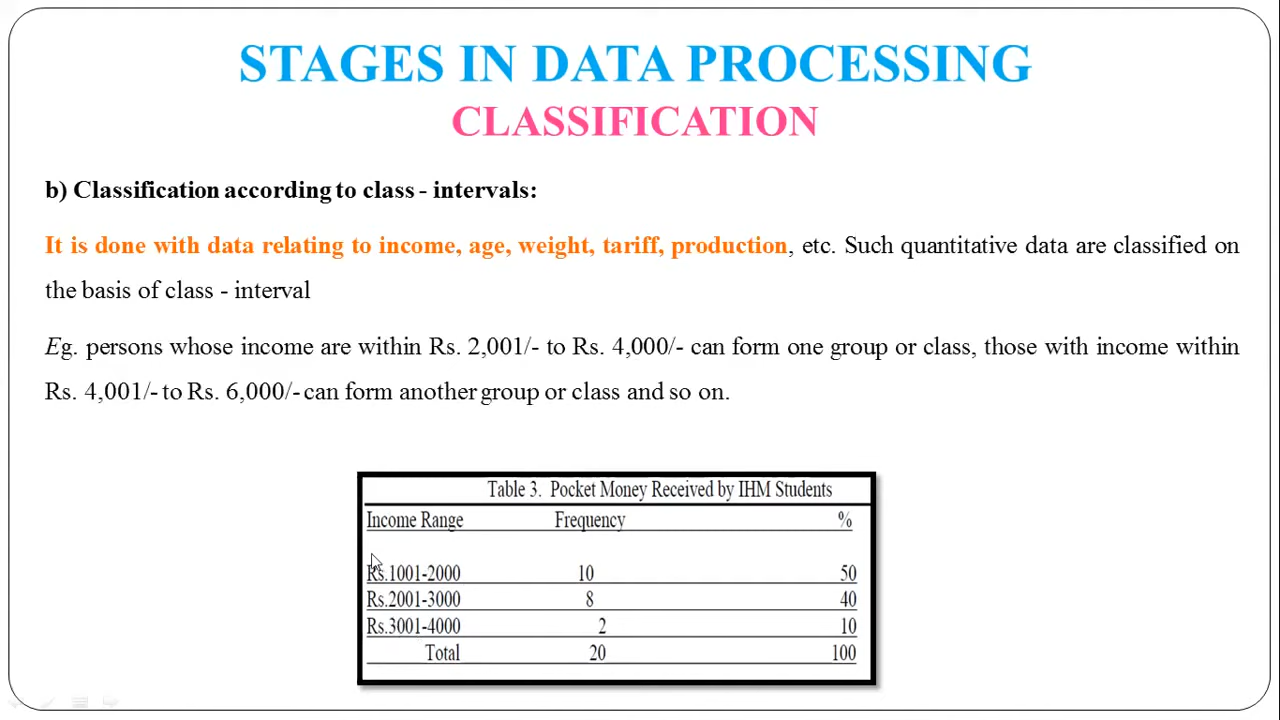 STAGES IN DATA PROCESSING
CLASSIFICATION
b) Classification according to class - intervals:
It is done with data relating to income, age, weight, tariff, production, etc. Such quantitative data are classified on
the basis of class - interval
Eg. persons whose income are within Rs. 2,001/- to Rs. 4,000/- can form one group or class, those with income within
Rs. 4,001/- to Rs. 6,000/- can form another group or class and so on.
Table 3. Pocket Money Received by IHM Students
Income Range Frequency %
Rs.1001-2000 10 50
Rs.2001-3000 8 40
Rs.3001-4000 2 10
Total 20 100